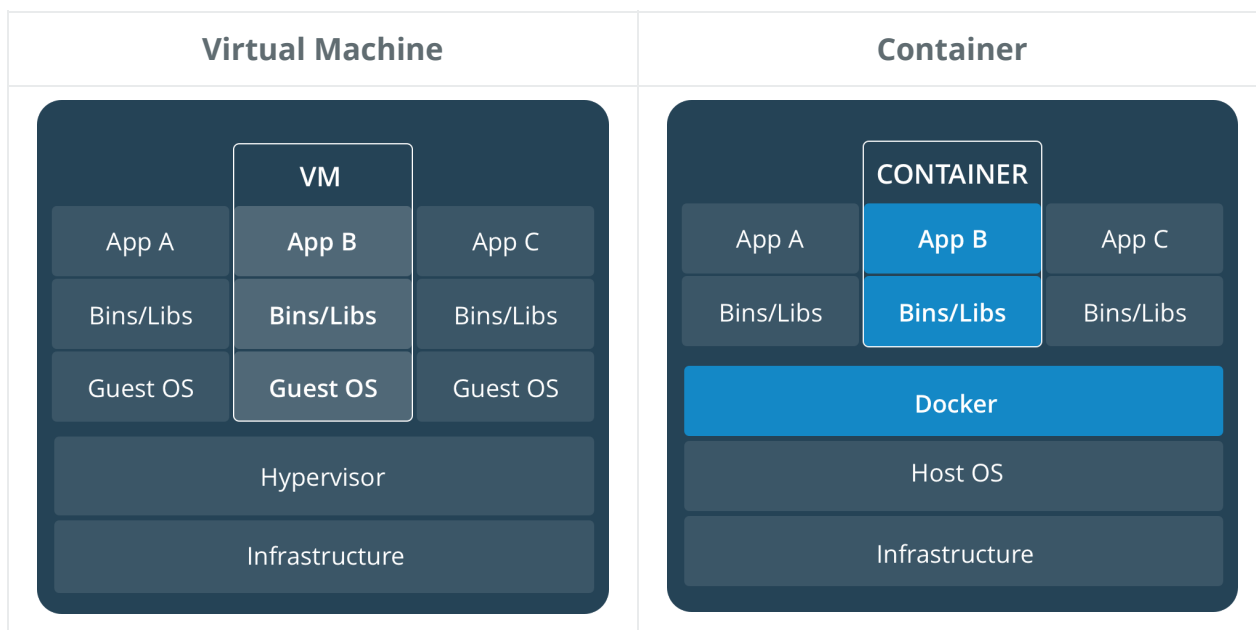 Virtual Machine
Container
VM
App A
App B
App C
Bins/Libs
Bins/Libs
Bins/Libs
Guest OS
Guest OS
Guest OS
Hypervisor
Infrastructure
CONTAINER
App A
App B
App C
Bins/Libs
Bins/Libs
Bins/Libs
Docker
Host OS
Infrastructure